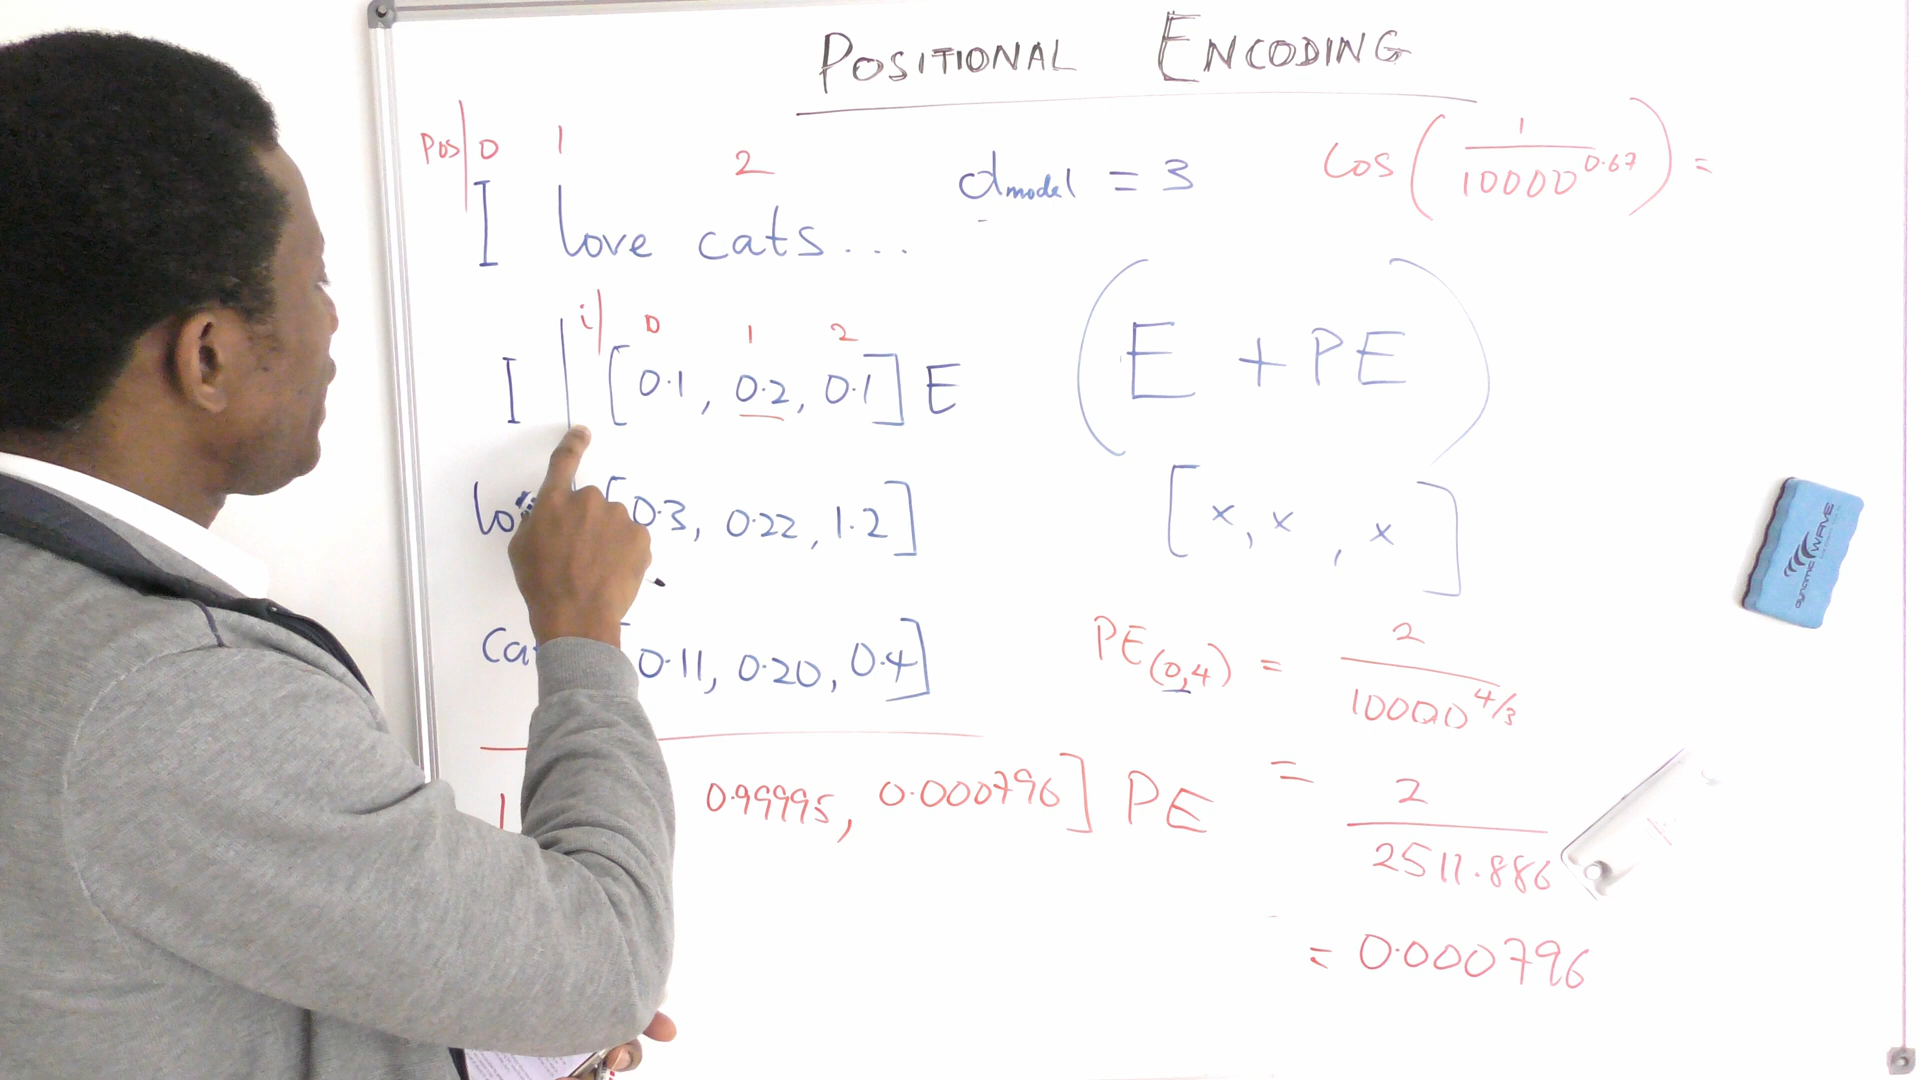 POSITIONAL ENCODING
Pos 0 1 2
I love cats...
dmodel = 3
cos(1/10000^0.67) =
i 0 1 2
I [0.1, 0.2, 0.1] E
(E + PE)
0.3, 0.22, 1.2]
[x, x, x]
0.11, 0.20, 0.4]
PE(0,4) = 2/10000^4/3
0.99995, 0.000796] PE
= 2/2511.886
= 0.000796
dynamic WAVE